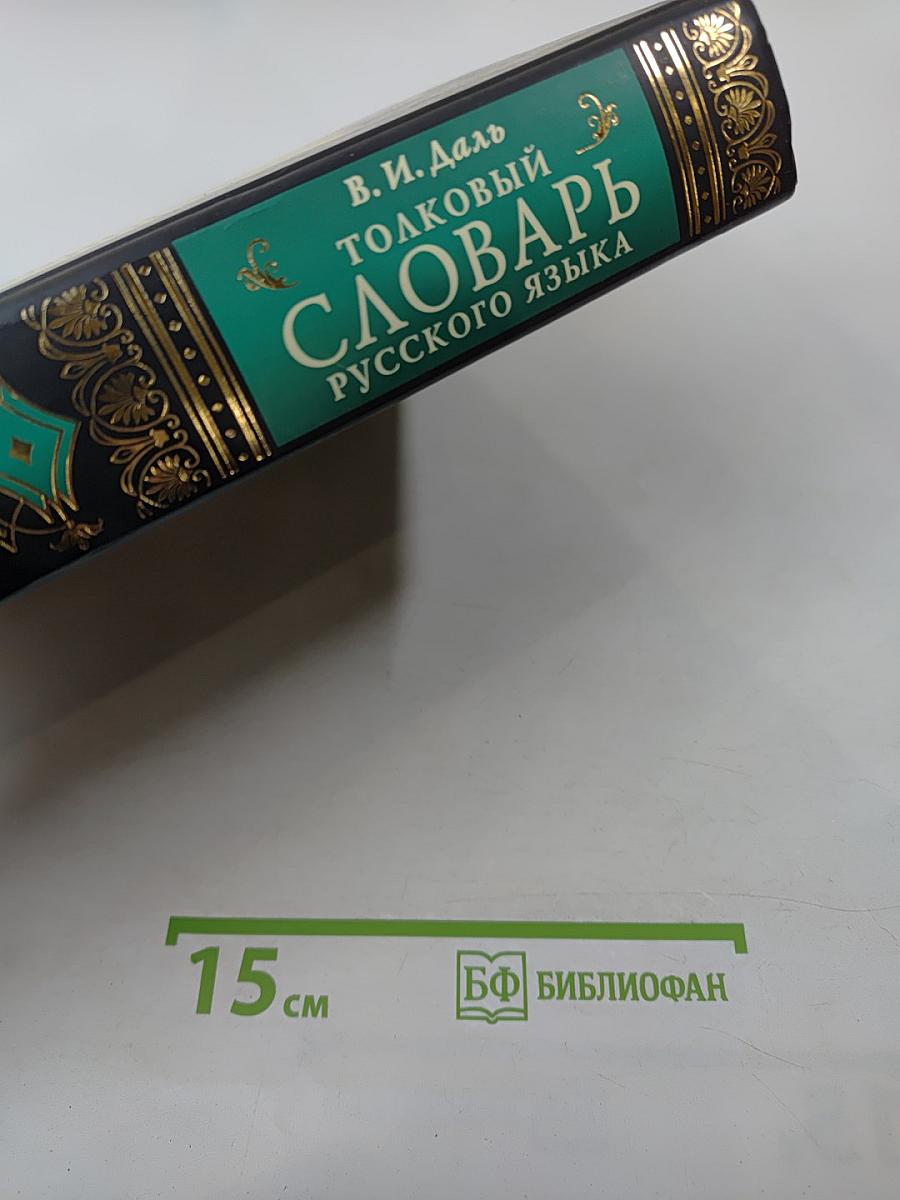 В. И. Даль
ТОЛКОВЫЙ
СЛОВАРЬ
РУССКОГО ЯЗЫКА
15 см
БФ БИБЛИОФАН